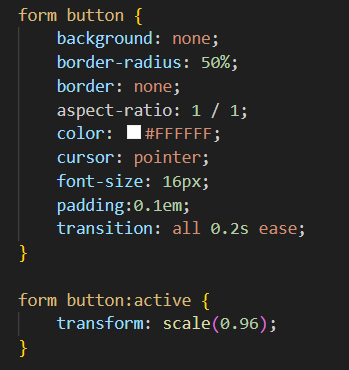 form button {
background: none;
border-radius: 50%;
border: none;
aspect-ratio: 1 / 1;
color: #FFFFFF;
cursor: pointer;
font-size: 16px;
padding:0.1em;
transition: all 0.2s ease;
}
form button:active {
transform: scale(0.96);
}